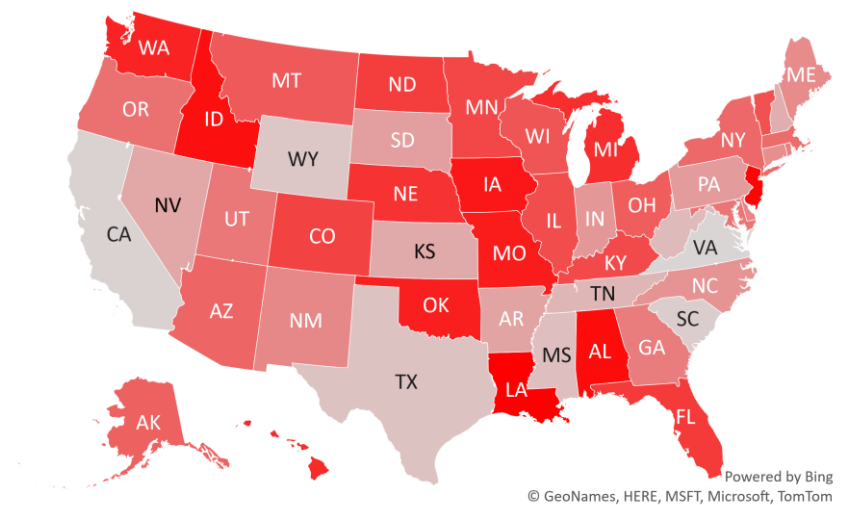 WA
MT
ND
MN
ME
OR
ID
SD
WI
MI
NY
WY
IA
PA
NE
NV
UT
CO
IL
IN
OH
CA
KS
MO
KY
VA
AZ
NM
OK
AR
TN
NC
SC
TX
MS
AL
GA
LA
AK
FL
Powered by Bing
© GeoNames, HERE, MSFT, Microsoft, TomTom